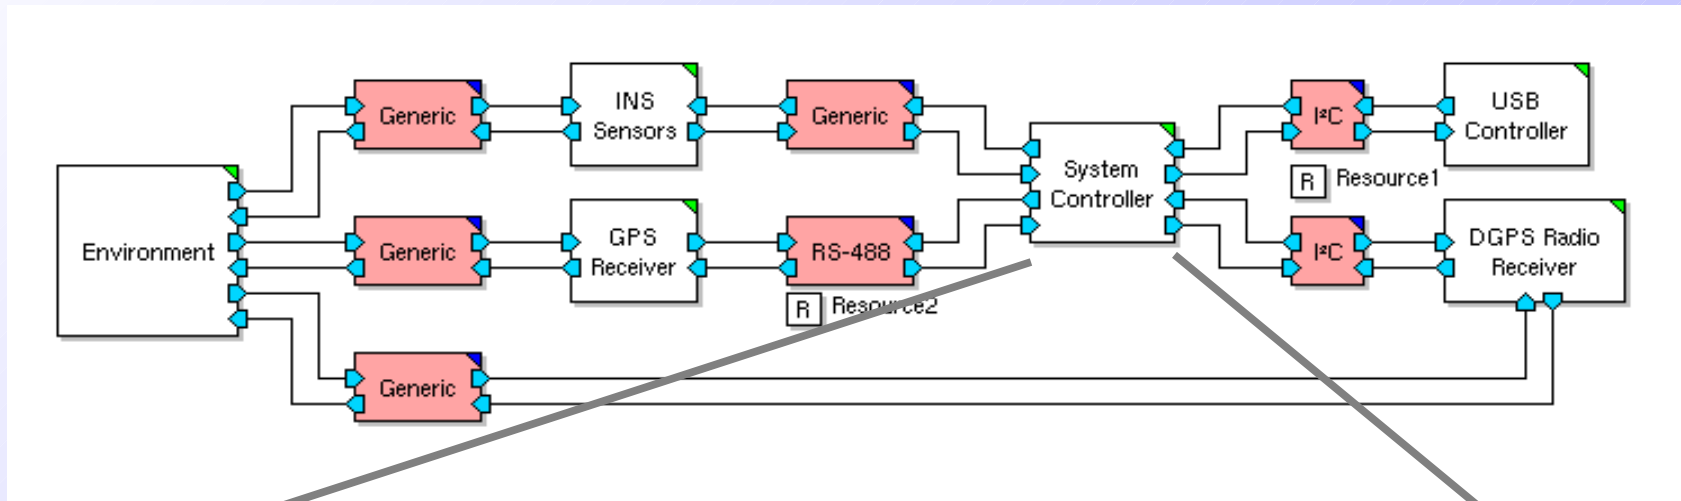 Generic
INS
Sensors
Generic
I²C
USB
Controller
System
Controller
R Resource1
Environment
Generic
GPS
Receiver
RS-488
I²C
DGPS Radio
Receiver
R Resource2
Generic